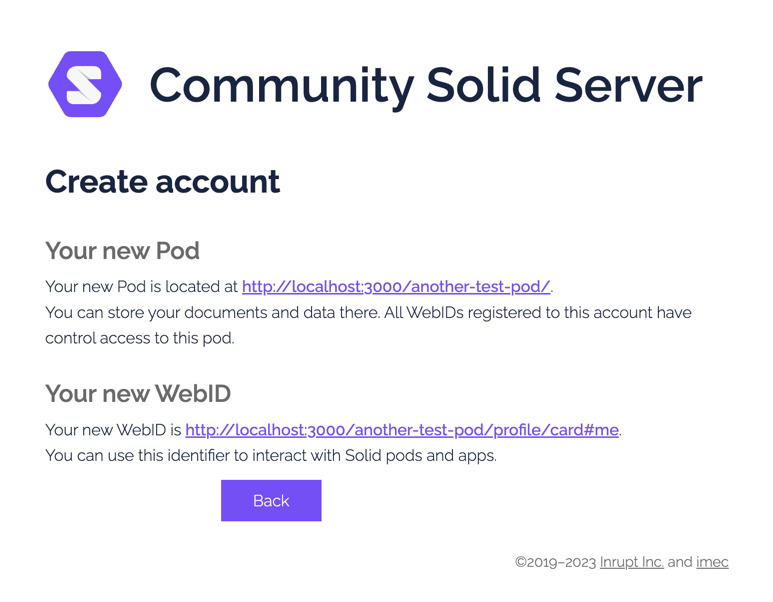 Community Solid Server
Create account
Your new Pod
Your new Pod is located at http://localhost:3000/another-test-pod/.
You can store your documents and data there. All WebIDs registered to this account have
control access to this pod.
Your new WebID
Your new WebID is http://localhost:3000/another-test-pod/profile/card#me.
You can use this identifier to interact with Solid pods and apps.
Back
©2019–2023 Inrupt Inc. and imec